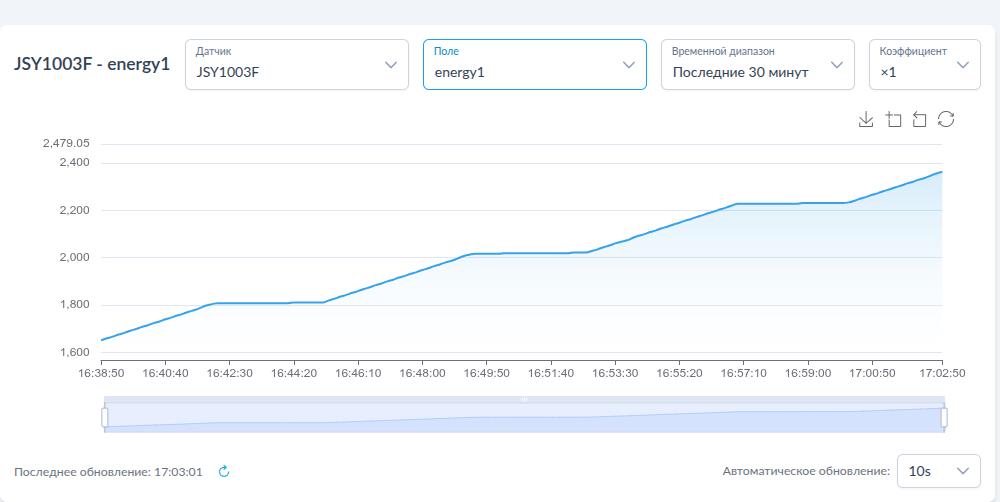 JSY1003F - energy1
Датчик
JSY1003F
Поле
energy1
Временной диапазон
Последние 30 минут
Коэффициент
×1
2,479.05
2,400
2,200
2,000
1,800
1,600
16:38:50 16:40:40 16:42:30 16:44:20 16:46:10 16:48:00 16:49:50 16:51:40 16:53:30 16:55:20 16:57:10 16:59:00 17:00:50 17:02:50
Последнее обновление: 17:03:01
Автоматическое обновление:
10s